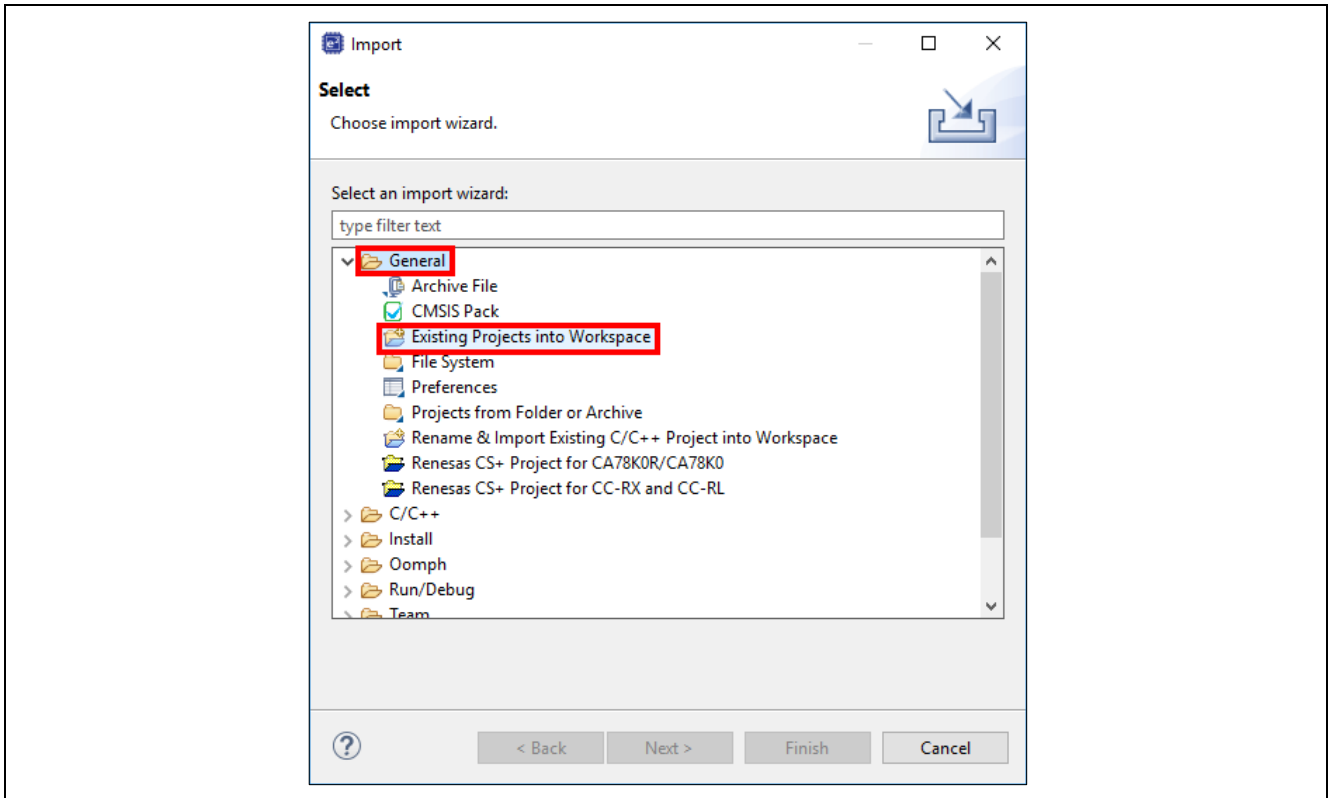 Import
Select
Choose import wizard.
Select an import wizard:
type filter text
General
Archive File
CMSIS Pack
Existing Projects into Workspace
File System
Preferences
Projects from Folder or Archive
Rename & Import Existing C/C++ Project into Workspace
Renesas CS+ Project for CA78K0R/CA78K0
Renesas CS+ Project for CC-RX and CC-RL
C/C++
Install
Oomph
Run/Debug
Team
?
< Back
Next >
Finish
Cancel